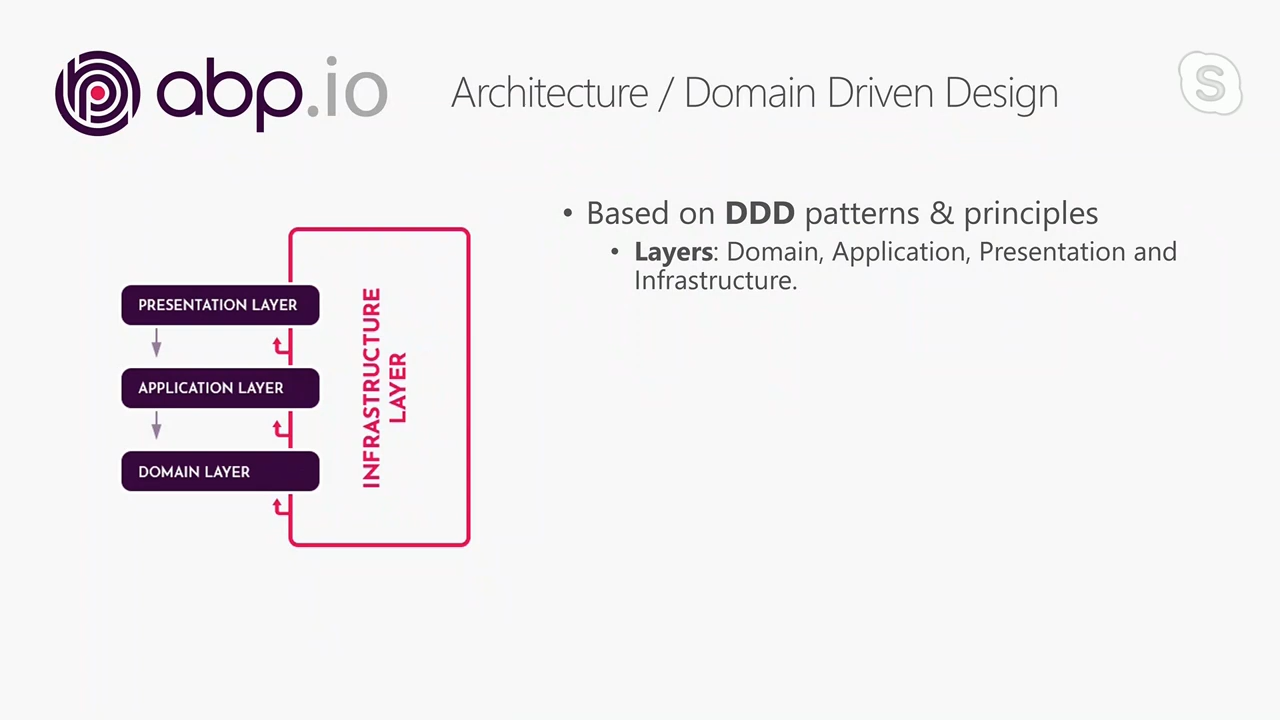 abp.io
Architecture / Domain Driven Design
S
• Based on DDD patterns & principles
• Layers: Domain, Application, Presentation and
Infrastructure.
PRESENTATION LAYER
APPLICATION LAYER
DOMAIN LAYER
INFRASTRUCTURE
LAYER